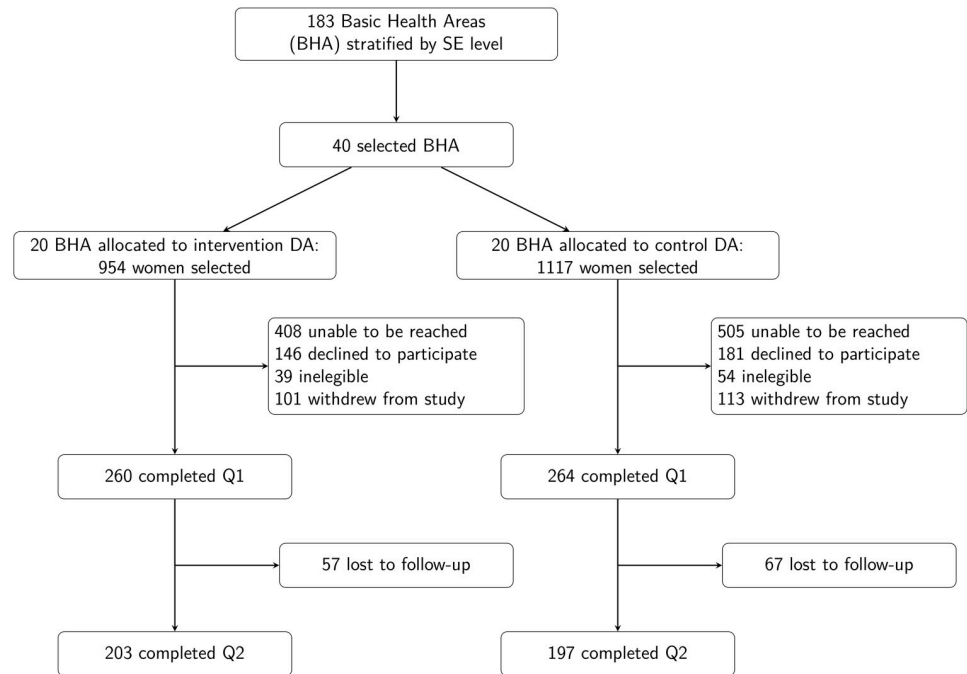 183 Basic Health Areas
(BHA) stratified by SE level
40 selected BHA
20 BHA allocated to intervention DA:
954 women selected
20 BHA allocated to control DA:
1117 women selected
408 unable to be reached
146 declined to participate
39 inelegible
101 withdrew from study
505 unable to be reached
181 declined to participate
54 inelegible
113 withdrew from study
260 completed Q1
264 completed Q1
57 lost to follow-up
67 lost to follow-up
203 completed Q2
197 completed Q2